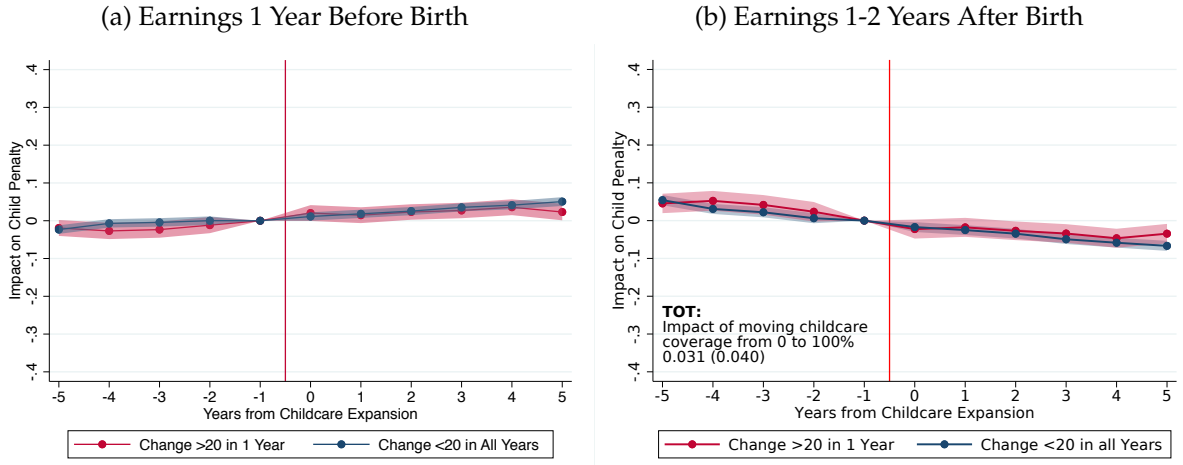 (a) Earnings 1 Year Before Birth
Impact on Child Penalty
.4
.3
.2
.1
0
-.1
-.2
-.3
-.4
-5 -4 -3 -2 -1 0 1 2 3 4 5
Years from Childcare Expansion
Change >20 in 1 Year Change <20 in All Years
(b) Earnings 1-2 Years After Birth
Impact on Child Penalty
.4
.3
.2
.1
0
-.1
-.2
-.3
-.4
TOT:
Impact of moving childcare
coverage from 0 to 100%
0.031 (0.040)
-5 -4 -3 -2 -1 0 1 2 3 4 5
Years from Childcare Expansion
Change >20 in 1 Year Change <20 in all Years